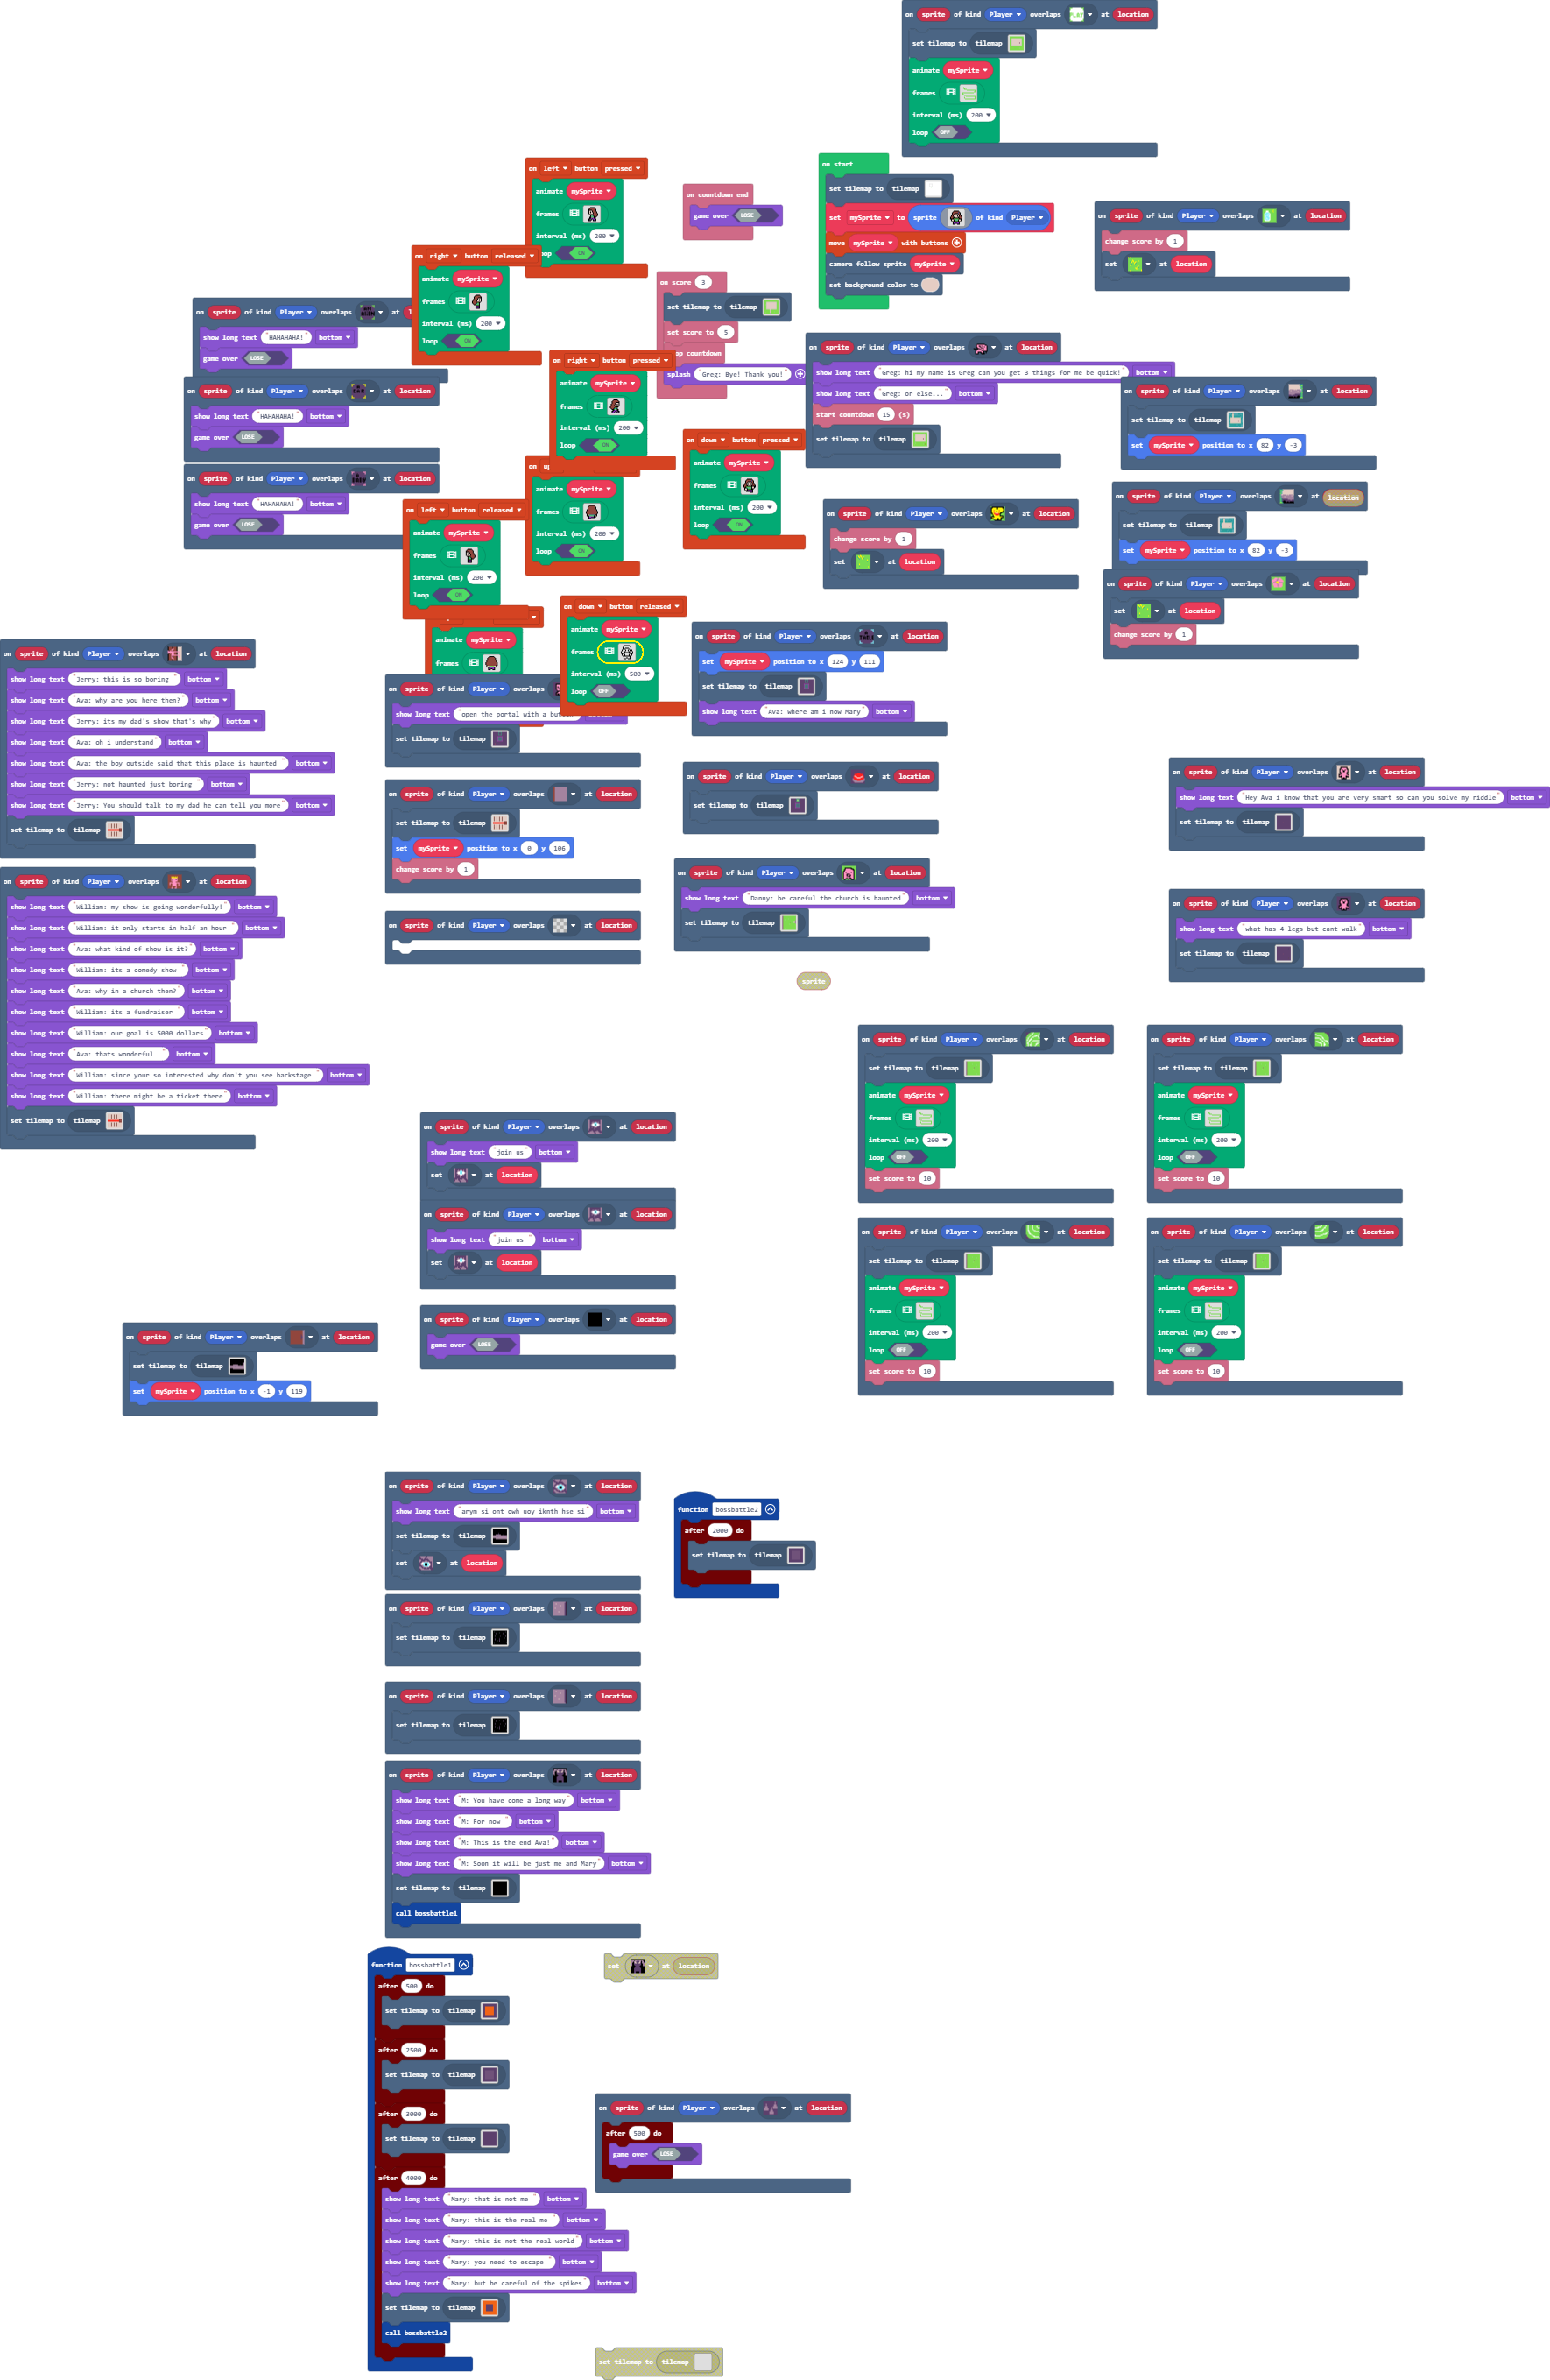 on sprite of kind Player overlaps at location
set tilemap to tilemap
animate mySprite
frames
interval (ms) 200
loop OFF
on left button pressed
animate mySprite
frames
interval (ms) 200
loop ON
on countdown end
game over LOSE
on start
set tilemap to tilemap
set mySprite to sprite of kind Player
move mySprite with buttons
camera follow sprite mySprite
set background color to
on sprite of kind Player overlaps at location
change score by 1
set at location
on right button released
animate mySprite
frames
interval (ms) 200
loop ON
on score 3
set tilemap to tilemap
set score to 5
countdown
splash "Greg: Bye! Thank you!"
on sprite of kind Player overlaps at
show long text "HAHAHAHA!" bottom
game over LOSE
on sprite of kind Player overlaps at location
show long text "HAHAHAHA!" bottom
game over LOSE
on sprite of kind Player overlaps at location
show long text "HAHAHAHA!" bottom
game over LOSE
on right button pressed
animate mySprite
frames
interval (ms) 200
loop ON
on sprite of kind Player overlaps at location
show long text "Greg: hi my name is Greg can you get 3 things for me be quick!" bottom
show long text "Greg: or else..." bottom
start countdown 15 (s)
set tilemap to tilemap
on sprite of kind Player overlaps at location
set tilemap to tilemap
set mySprite position to x 82 y -3
on down button pressed
animate mySprite
frames
interval (ms) 200
loop ON
on
animate mySprite
frames
interval (ms) 200
loop ON
on left button released
animate mySprite
frames
interval (ms) 200
loop ON
on sprite of kind Player overlaps at location
change score by 1
set at location
on sprite of kind Player overlaps at location
set tilemap to tilemap
set mySprite position to x 82 y -3
on sprite of kind Player overlaps at location
set at location
change score by 1
animate mySprite
frames
on down button released
animate mySprite
frames
interval (ms) 500
loop OFF
on sprite of kind Player overlaps at location
set mySprite position to x 124 y 111
set tilemap to tilemap
show long text "Ava: where am i now Mary" bottom
on sprite of kind Player overlaps at location
show long text "Jerry: this is so boring " bottom
show long text "Ava: why are you here then?" bottom
show long text "Jerry: its my dad's show that's why" bottom
show long text "Ava: oh i understand" bottom
show long text "Ava: the boy outside said that this place is haunted " bottom
show long text "Jerry: not haunted just boring " bottom
show long text "Jerry: You should talk to my dad he can tell you more" bottom
set tilemap to tilemap
on sprite of kind Player overlaps
show long text "open the portal with a
set tilemap to tilemap
on sprite of kind Player overlaps at location
set tilemap to tilemap
set mySprite position to x 0 y 106
change score by 1
on sprite of kind Player overlaps at location
set tilemap to tilemap
on sprite of kind Player overlaps at location
show long text "Hey Ava i know that you are very smart so can you solve my riddle" bottom
set tilemap to tilemap
on sprite of kind Player overlaps at location
show long text "William: my show is going wonderfully!" bottom
show long text "William: it only starts in half an hour " bottom
show long text "Ava: what kind of show is it?" bottom
show long text "William: its a comedy show " bottom
show long text "Ava: why in a church then?" bottom
show long text "William: its a fundraiser " bottom
show long text "William: our goal is 5000 dollars" bottom
show long text "Ava: thats wonderful " bottom
show long text "William: since your so interested why don't you see backstage " bottom
show long text "William: there might be a ticket there" bottom
set tilemap to tilemap
on sprite of kind Player overlaps at location
on sprite of kind Player overlaps at location
show long text "Danny: be careful the church is haunted " bottom
set tilemap to tilemap
on sprite of kind Player overlaps at location
show long text "what has 4 legs but cant walk" bottom
set tilemap to tilemap
sprite
on sprite of kind Player overlaps at location
set tilemap to tilemap
animate mySprite
frames
interval (ms) 200
loop OFF
set score to 10
on sprite of kind Player overlaps at location
set tilemap to tilemap
animate mySprite
frames
interval (ms) 200
loop OFF
set score to 10
on sprite of kind Player overlaps at location
show long text "join us" bottom
set at location
on sprite of kind Player overlaps at location
show long text "join us " bottom
set at location
on sprite of kind Player overlaps at location
set tilemap to tilemap
animate mySprite
frames
interval (ms) 200
loop OFF
set score to 10
on sprite of kind Player overlaps at location
set tilemap to tilemap
animate mySprite
frames
interval (ms) 200
loop OFF
set score to 10
on sprite of kind Player overlaps at location
game over LOSE
on sprite of kind Player overlaps at location
set tilemap to tilemap
set mySprite position to x -1 y 119
on sprite of kind Player overlaps at location
show long text "arym si ont owh uoy iknth hse si" bottom
set tilemap to tilemap
set at location
function bossbattle2
after 2000 do
set tilemap to tilemap
on sprite of kind Player overlaps at location
set tilemap to tilemap
on sprite of kind Player overlaps at location
set tilemap to tilemap
on sprite of kind Player overlaps at location
show long text "M: You have come a long way" bottom
show long text "M: For now " bottom
show long text "M: This is the end Ava!" bottom
show long text "M: Soon it will be just me and Mary" bottom
set tilemap to tilemap
call bossbattle1
function bossbattle1
after 500 do
set tilemap to tilemap
after 2500 do
set tilemap to tilemap
after 3000 do
set tilemap to tilemap
after 4000 do
show long text "Mary: that is not me " bottom
show long text "Mary: this is the real me " bottom
show long text "Mary: this is not the real world" bottom
show long text "Mary: you need to escape " bottom
show long text "Mary: but be careful of the spikes" bottom
set tilemap to tilemap
call bossbattle2
set at location
on sprite of kind Player overlaps at location
after 500 do
game over LOSE
set tilemap to tilemap